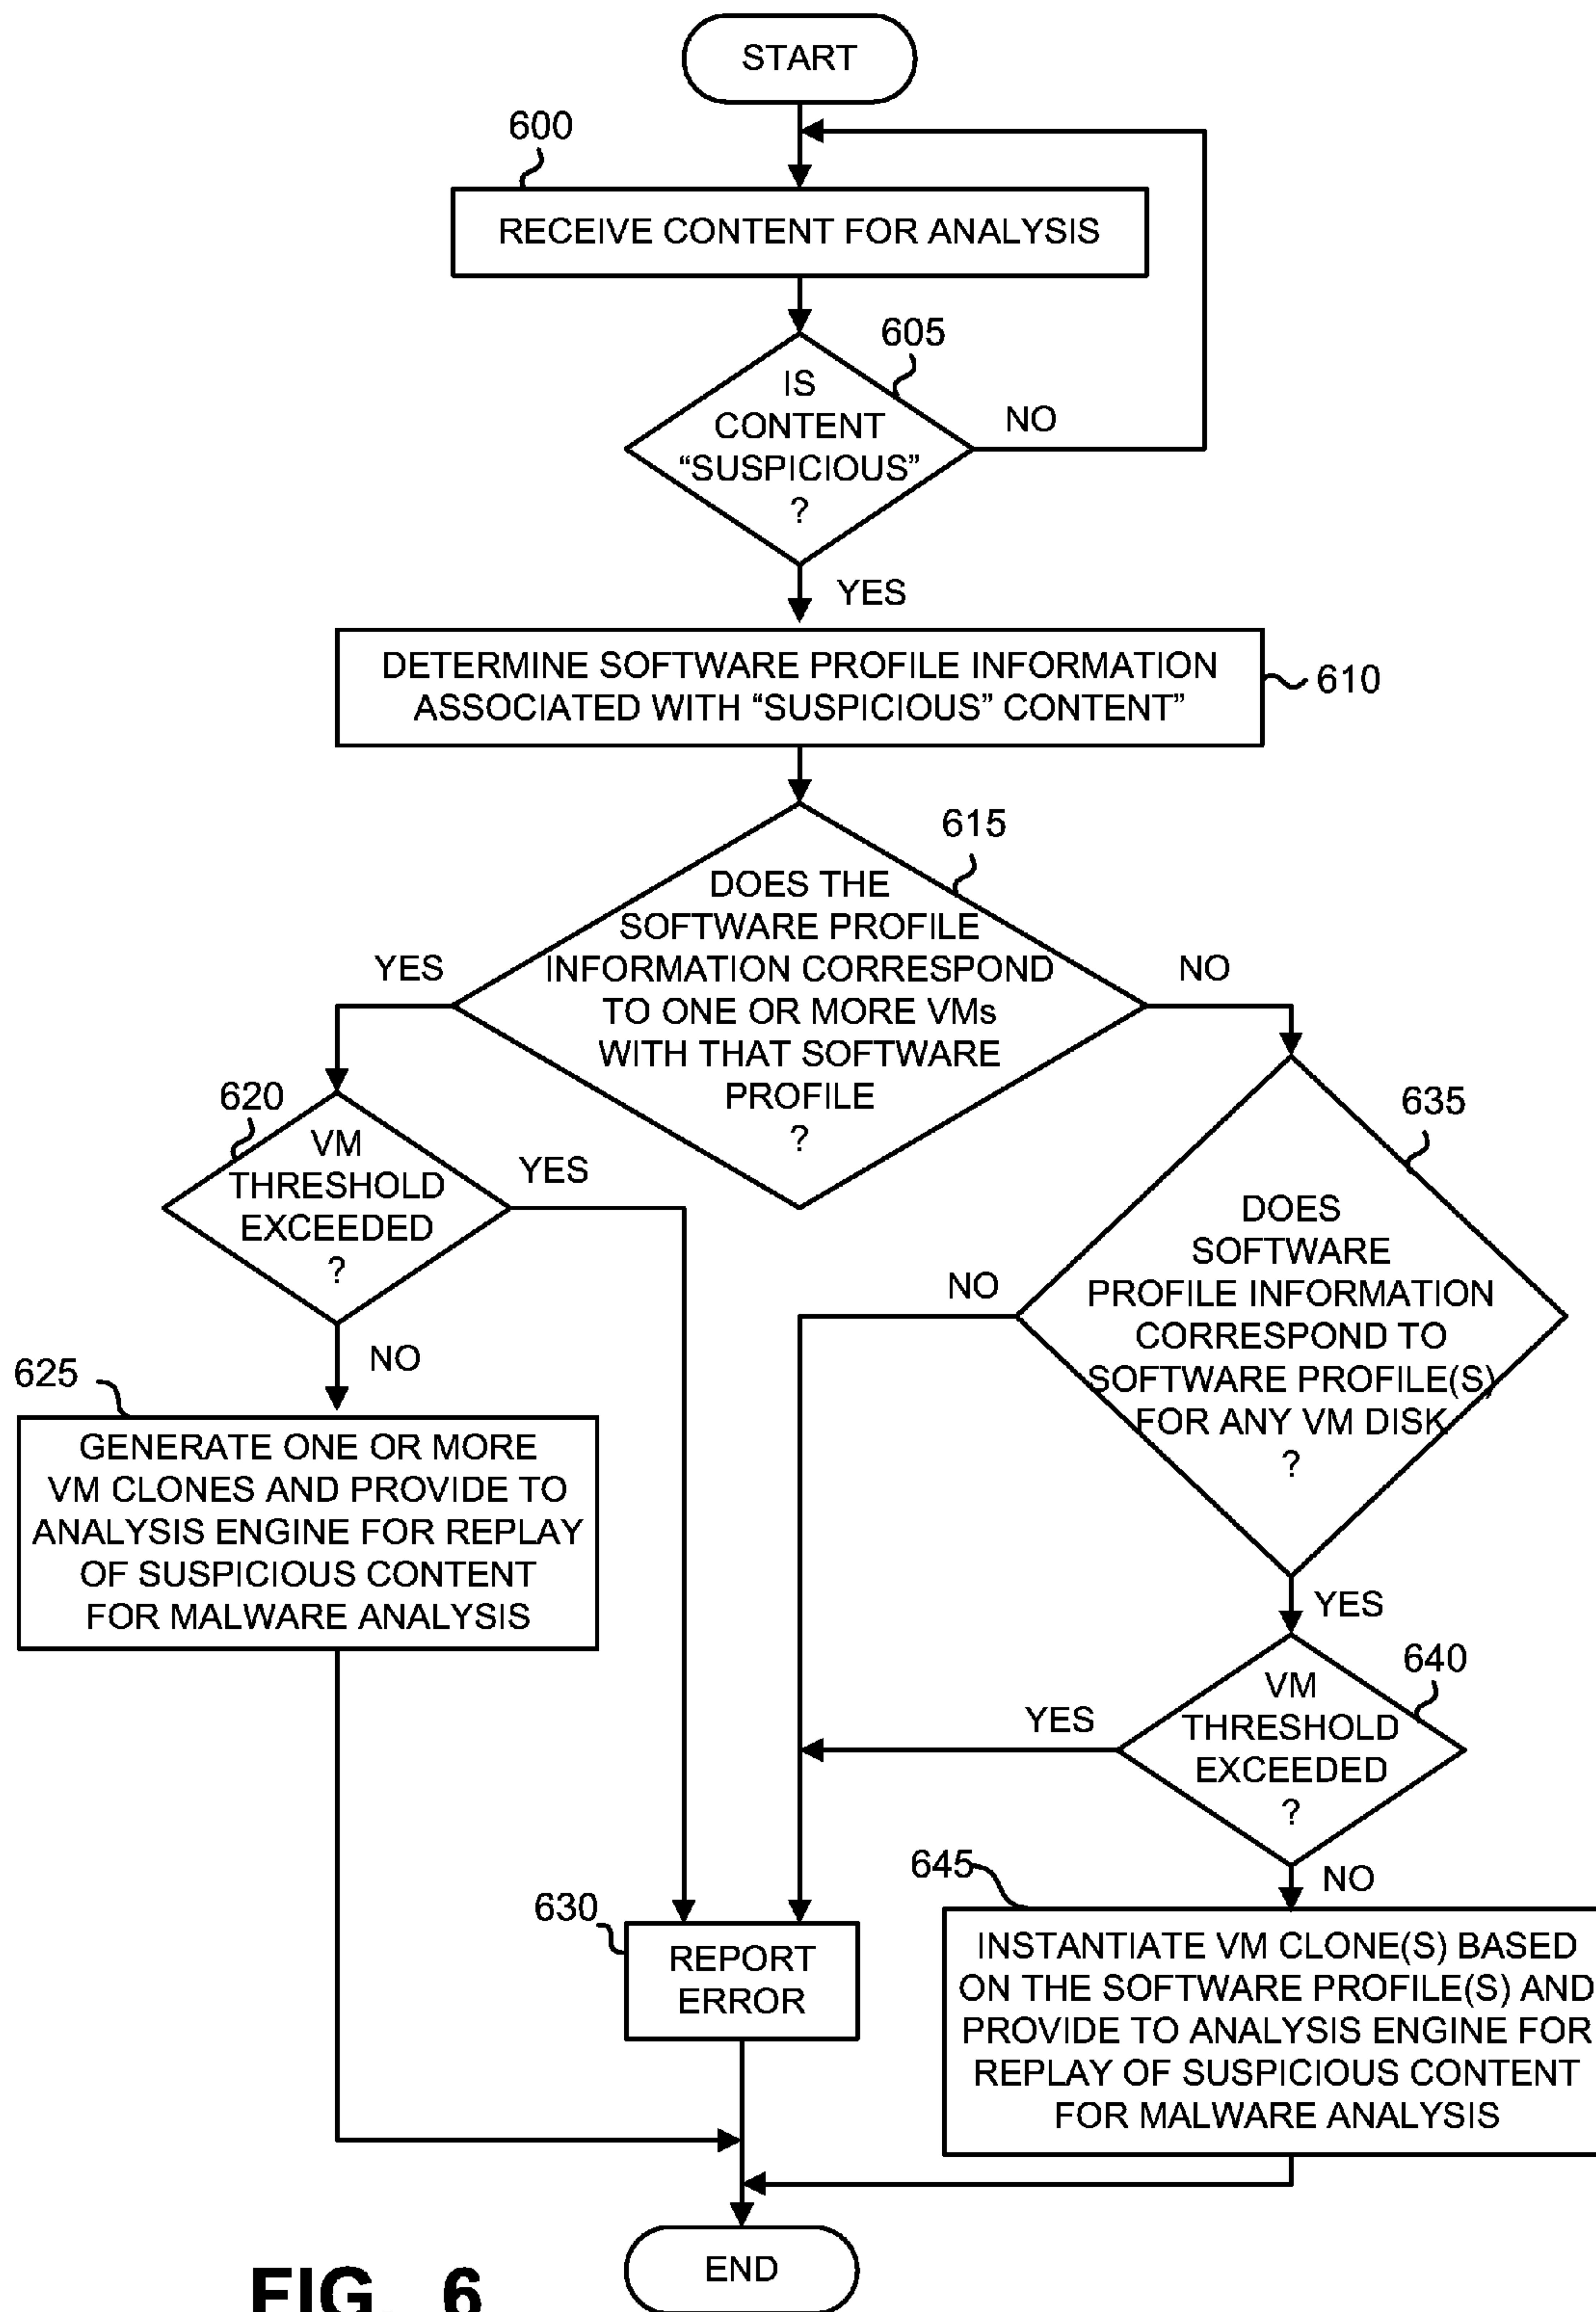 START
600
RECEIVE CONTENT FOR ANALYSIS
605
IS
CONTENT
“SUSPICIOUS”
?
NO
YES
DETERMINE SOFTWARE PROFILE INFORMATION
ASSOCIATED WITH “SUSPICIOUS” CONTENT”
610
615
DOES THE
SOFTWARE PROFILE
INFORMATION CORRESPOND
TO ONE OR MORE VMs
WITH THAT SOFTWARE
PROFILE
?
YES
NO
620
VM
THRESHOLD
EXCEEDED
?
YES
NO
625
GENERATE ONE OR MORE
VM CLONES AND PROVIDE TO
ANALYSIS ENGINE FOR REPLAY
OF SUSPICIOUS CONTENT
FOR MALWARE ANALYSIS
635
DOES
SOFTWARE
PROFILE INFORMATION
CORRESPOND TO
SOFTWARE PROFILE(S)
FOR ANY VM DISK
?
NO
YES
640
VM
THRESHOLD
EXCEEDED
?
YES
NO
630
REPORT
ERROR
645
INSTANTIATE VM CLONE(S) BASED
ON THE SOFTWARE PROFILE(S) AND
PROVIDE TO ANALYSIS ENGINE FOR
REPLAY OF SUSPICIOUS CONTENT
FOR MALWARE ANALYSIS
END
FIG. 6